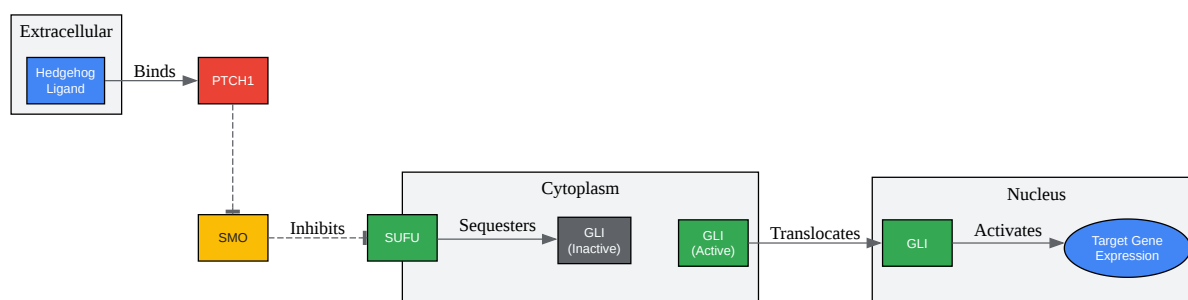 Extracellular
Hedgehog
Ligand
Binds
PTCH1
Cytoplasm
Nucleus
SMO
Inhibits
SUFU
Sequesters
GLI
(Inactive)
GLI
(Active)
Translocates
GLI
Activates
Target Gene
Expression